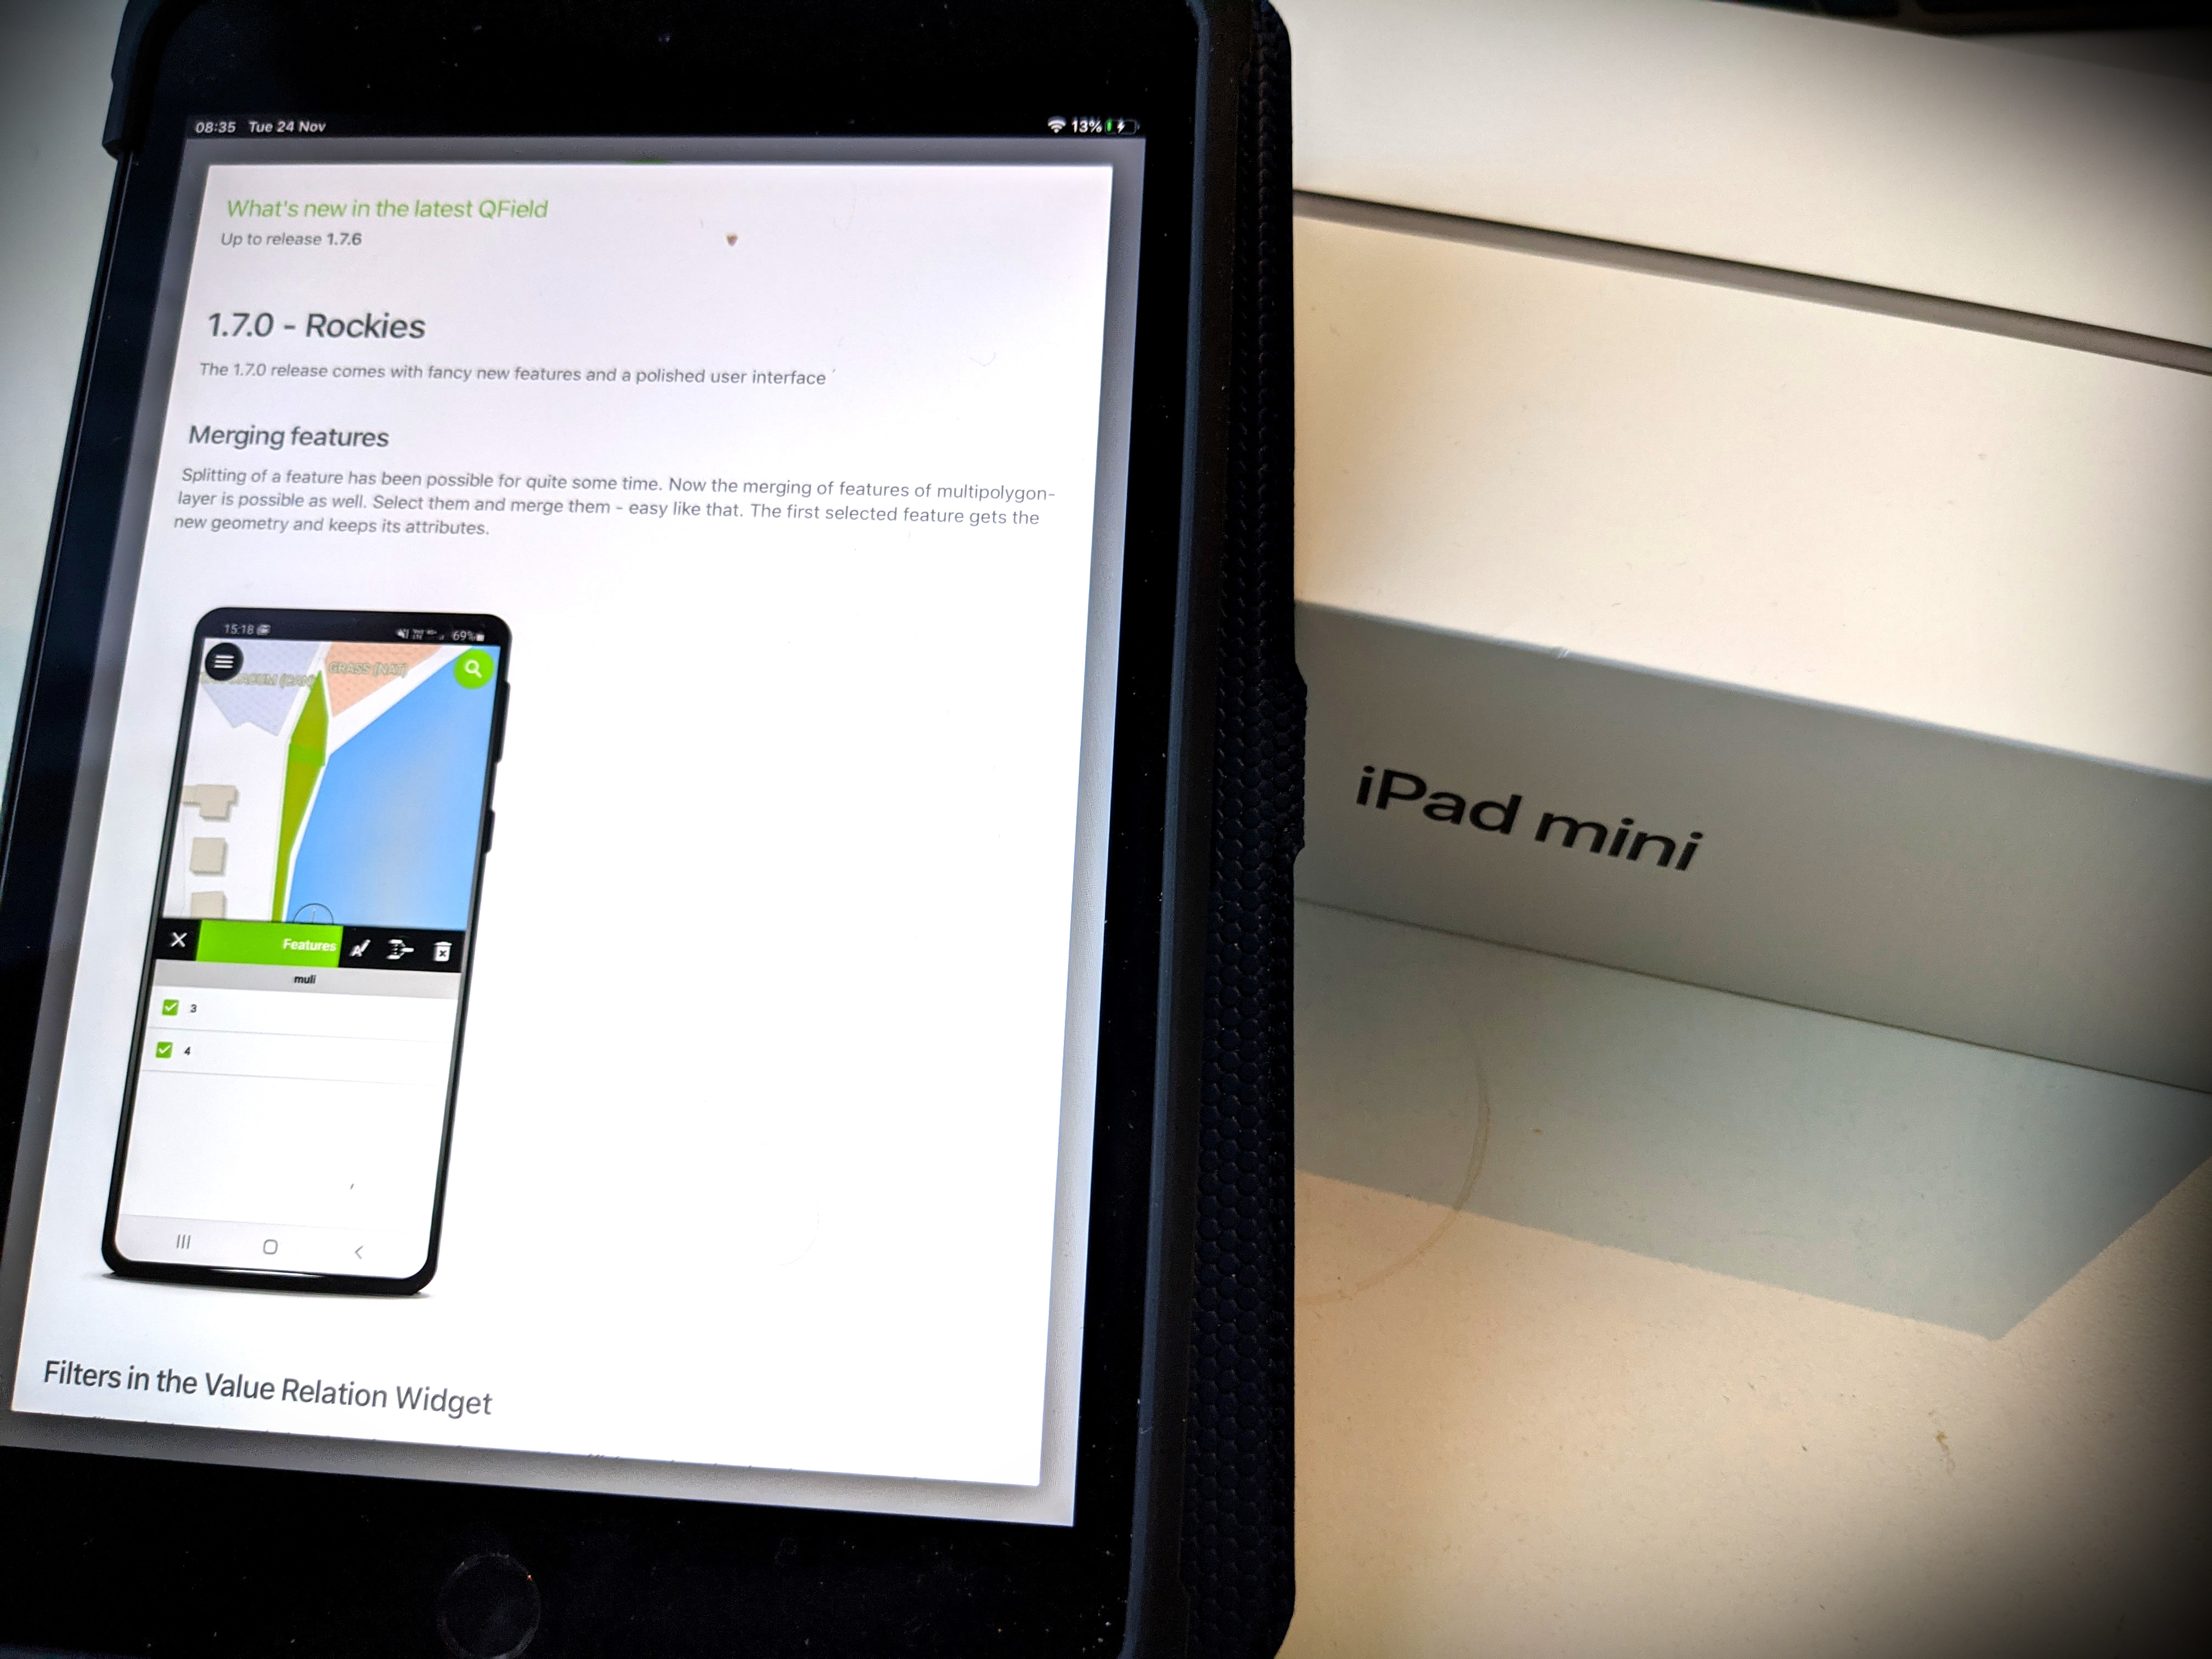 08:35 Tue 24 Nov
13%
What's new in the latest QField
Up to release 1.7.6
1.7.0 - Rockies
The 1.7.0 release comes with fancy new features and a polished user interface
Merging features
Splitting of a feature has been possible for quite some time. Now the merging of features of multipolygon-
layer is possible as well. Select them and merge them - easy like that. The first selected feature gets the
new geometry and keeps its attributes.
15:18
69%
GRASS (NAT)
Features
muli
3
4
Filters in the Value Relation Widget
iPad mini